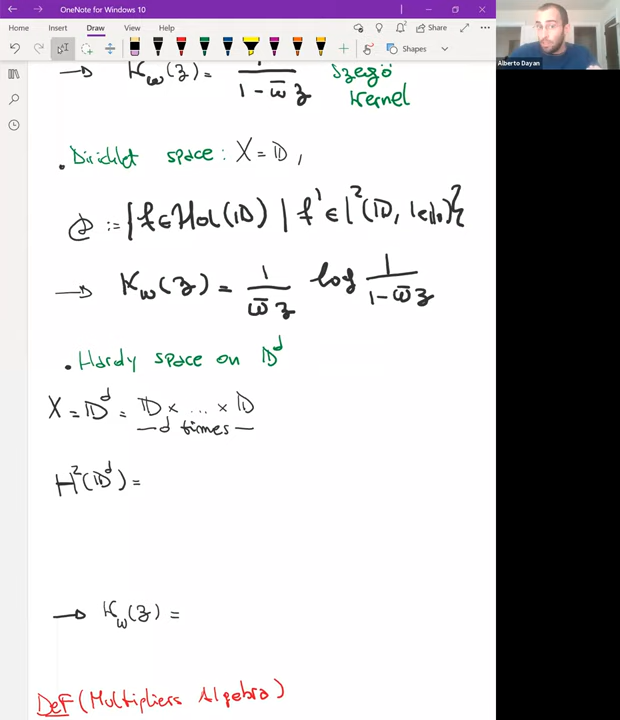 OneNote for Windows 10
Alberto Dayan
Home Insert Draw View Help Share
Shapes
→ K_w(z) = 1/(1 - w̄ z) Szegö
Kernel
• Dirichlet space: X = 𝔻,
𝒟 := {f ∈ Hol(𝔻) | f' ∈ L²(𝔻,
→ K_w(z) = 1/(w̄ z) log 1/(1 - w̄ z)
• Hardy space on 𝔻^d
X = 𝔻^d = 𝔻 × ... × 𝔻
— d times —
H²(𝔻^d) =
→ K_w(z) =
DeF (Multipliers Algebra)